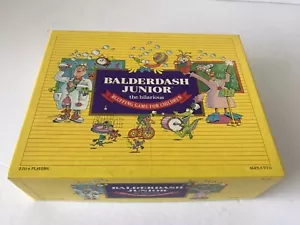 BALDERDASH
JUNIOR
the hilarious
BLUFFING GAME FOR CHILDREN
BALDERDASH
JUNIOR